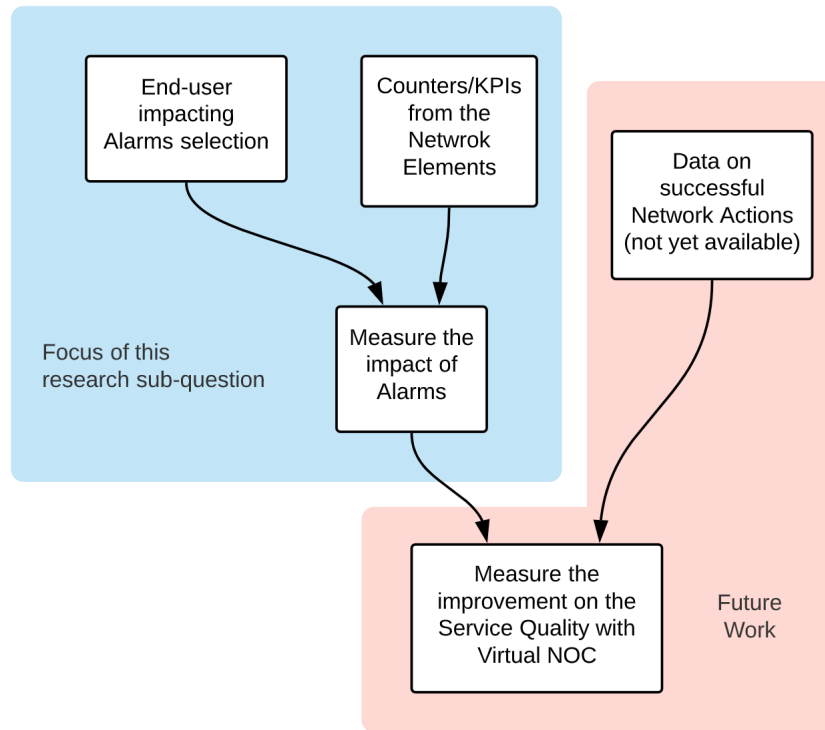 End-user
impacting
Alarms selection
Counters/KPIs
from the
Netwrok
Elements
Data on
successful
Network Actions
(not yet available)
Focus of this
research sub-question
Measure the
impact of
Alarms
Measure the
improvement on the
Service Quality with
Virtual NOC
Future
Work